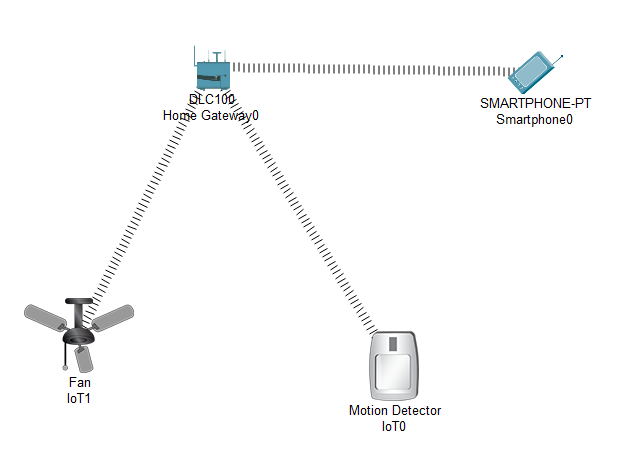 DLC100
Home Gateway0
SMARTPHONE-PT
Smartphone0
Fan
IoT1
Motion Detector
IoT0